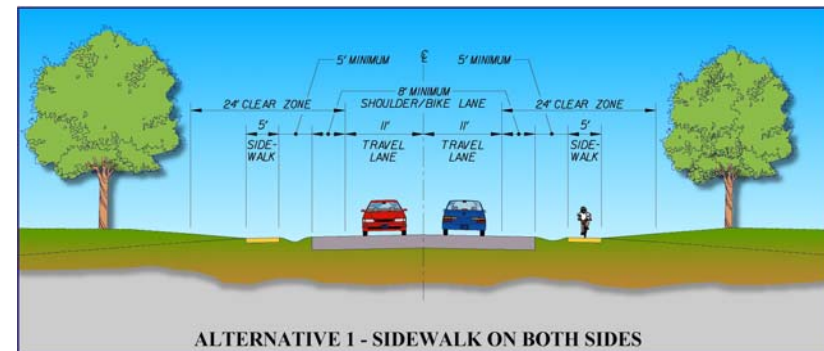 5' MINIMUM ℄ 5' MINIMUM
8' MINIMUM
24' CLEAR ZONE SHOULDER/BIKE LANE 24' CLEAR ZONE
5' 11' 11' 5'
SIDE- TRAVEL TRAVEL SIDE-
WALK LANE LANE WALK
ALTERNATIVE 1 - SIDEWALK ON BOTH SIDES